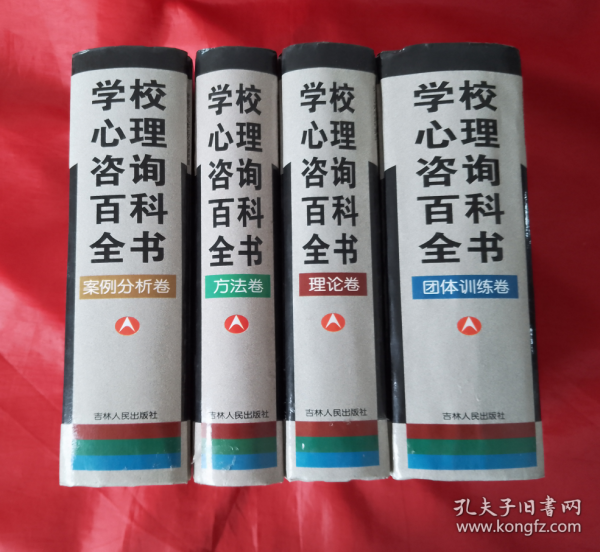 学校
心理
咨询
百科
全书
案例分析卷
吉林人民出版社
学校
心理
咨询
百科
全书
方法卷
吉林人民出版社
学校
心理
咨询
百科
全书
理论卷
吉林人民出版社
学校
心理
咨询
百科
全书
团体训练卷
吉林人民出版社
孔夫子旧书网
www.kongfz.com